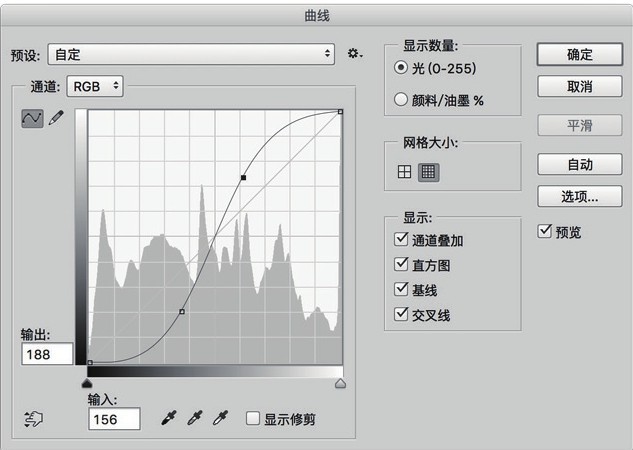 曲线
预设: 自定
通道: RGB
输出:
188
输入:
156
显示修剪
显示数量:
光 (0-255)
颜料/油墨 %
网格大小:
显示:
通道叠加
直方图
基线
交叉线
确定
取消
平滑
自动
选项...
预览